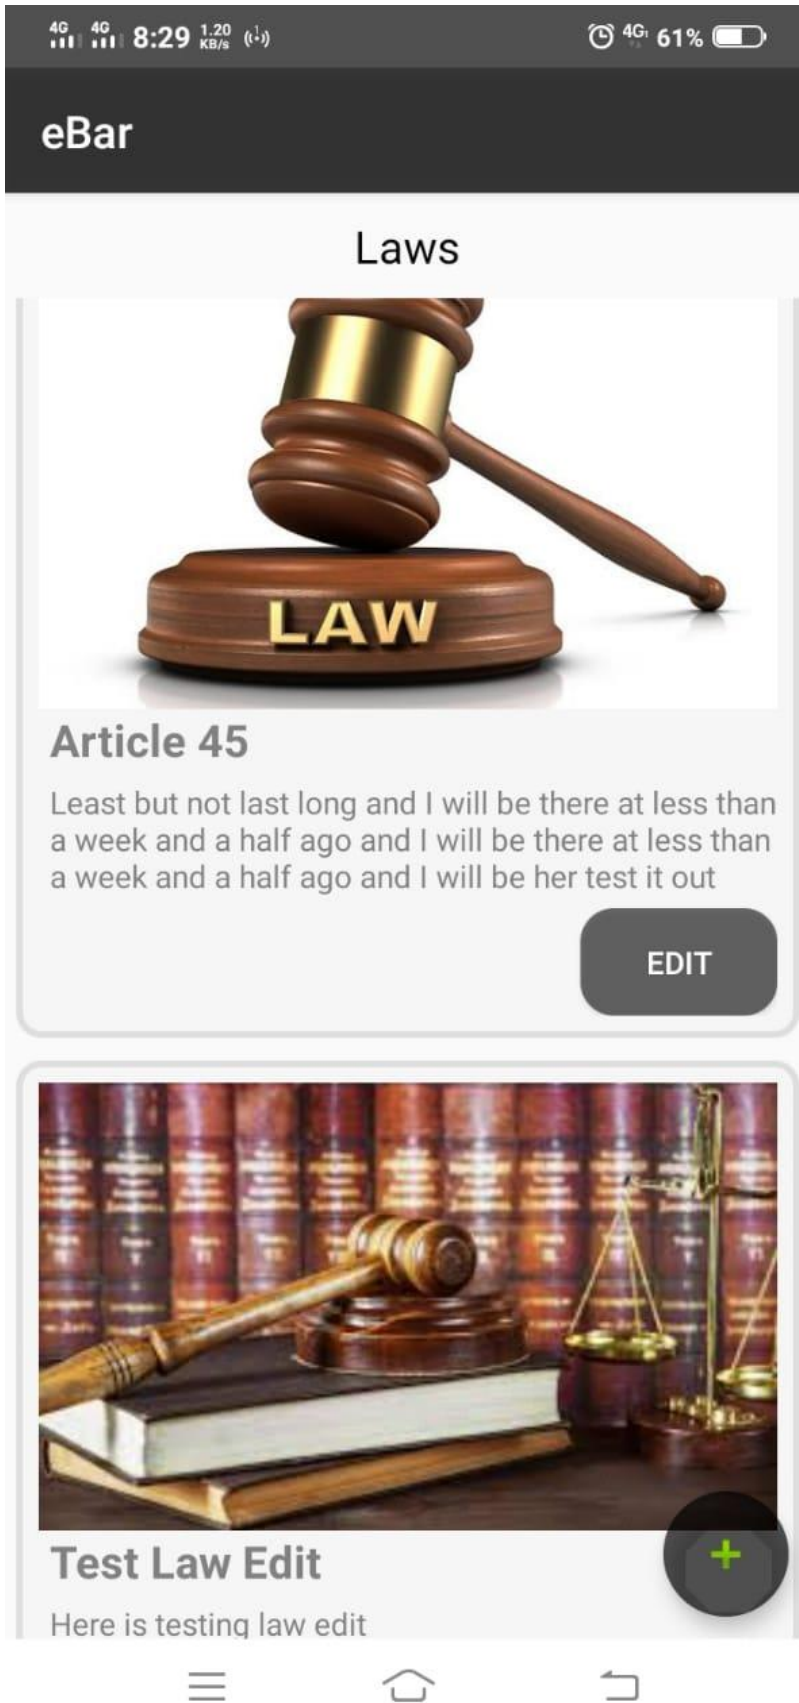 4G 4G 8:29 1.20 KB/s 4G 61%
eBar
Laws
LAW
Article 45
Least but not last long and I will be there at less than
a week and a half ago and I will be there at less than
a week and a half ago and I will be her test it out
EDIT
Test Law Edit
Here is testing law edit